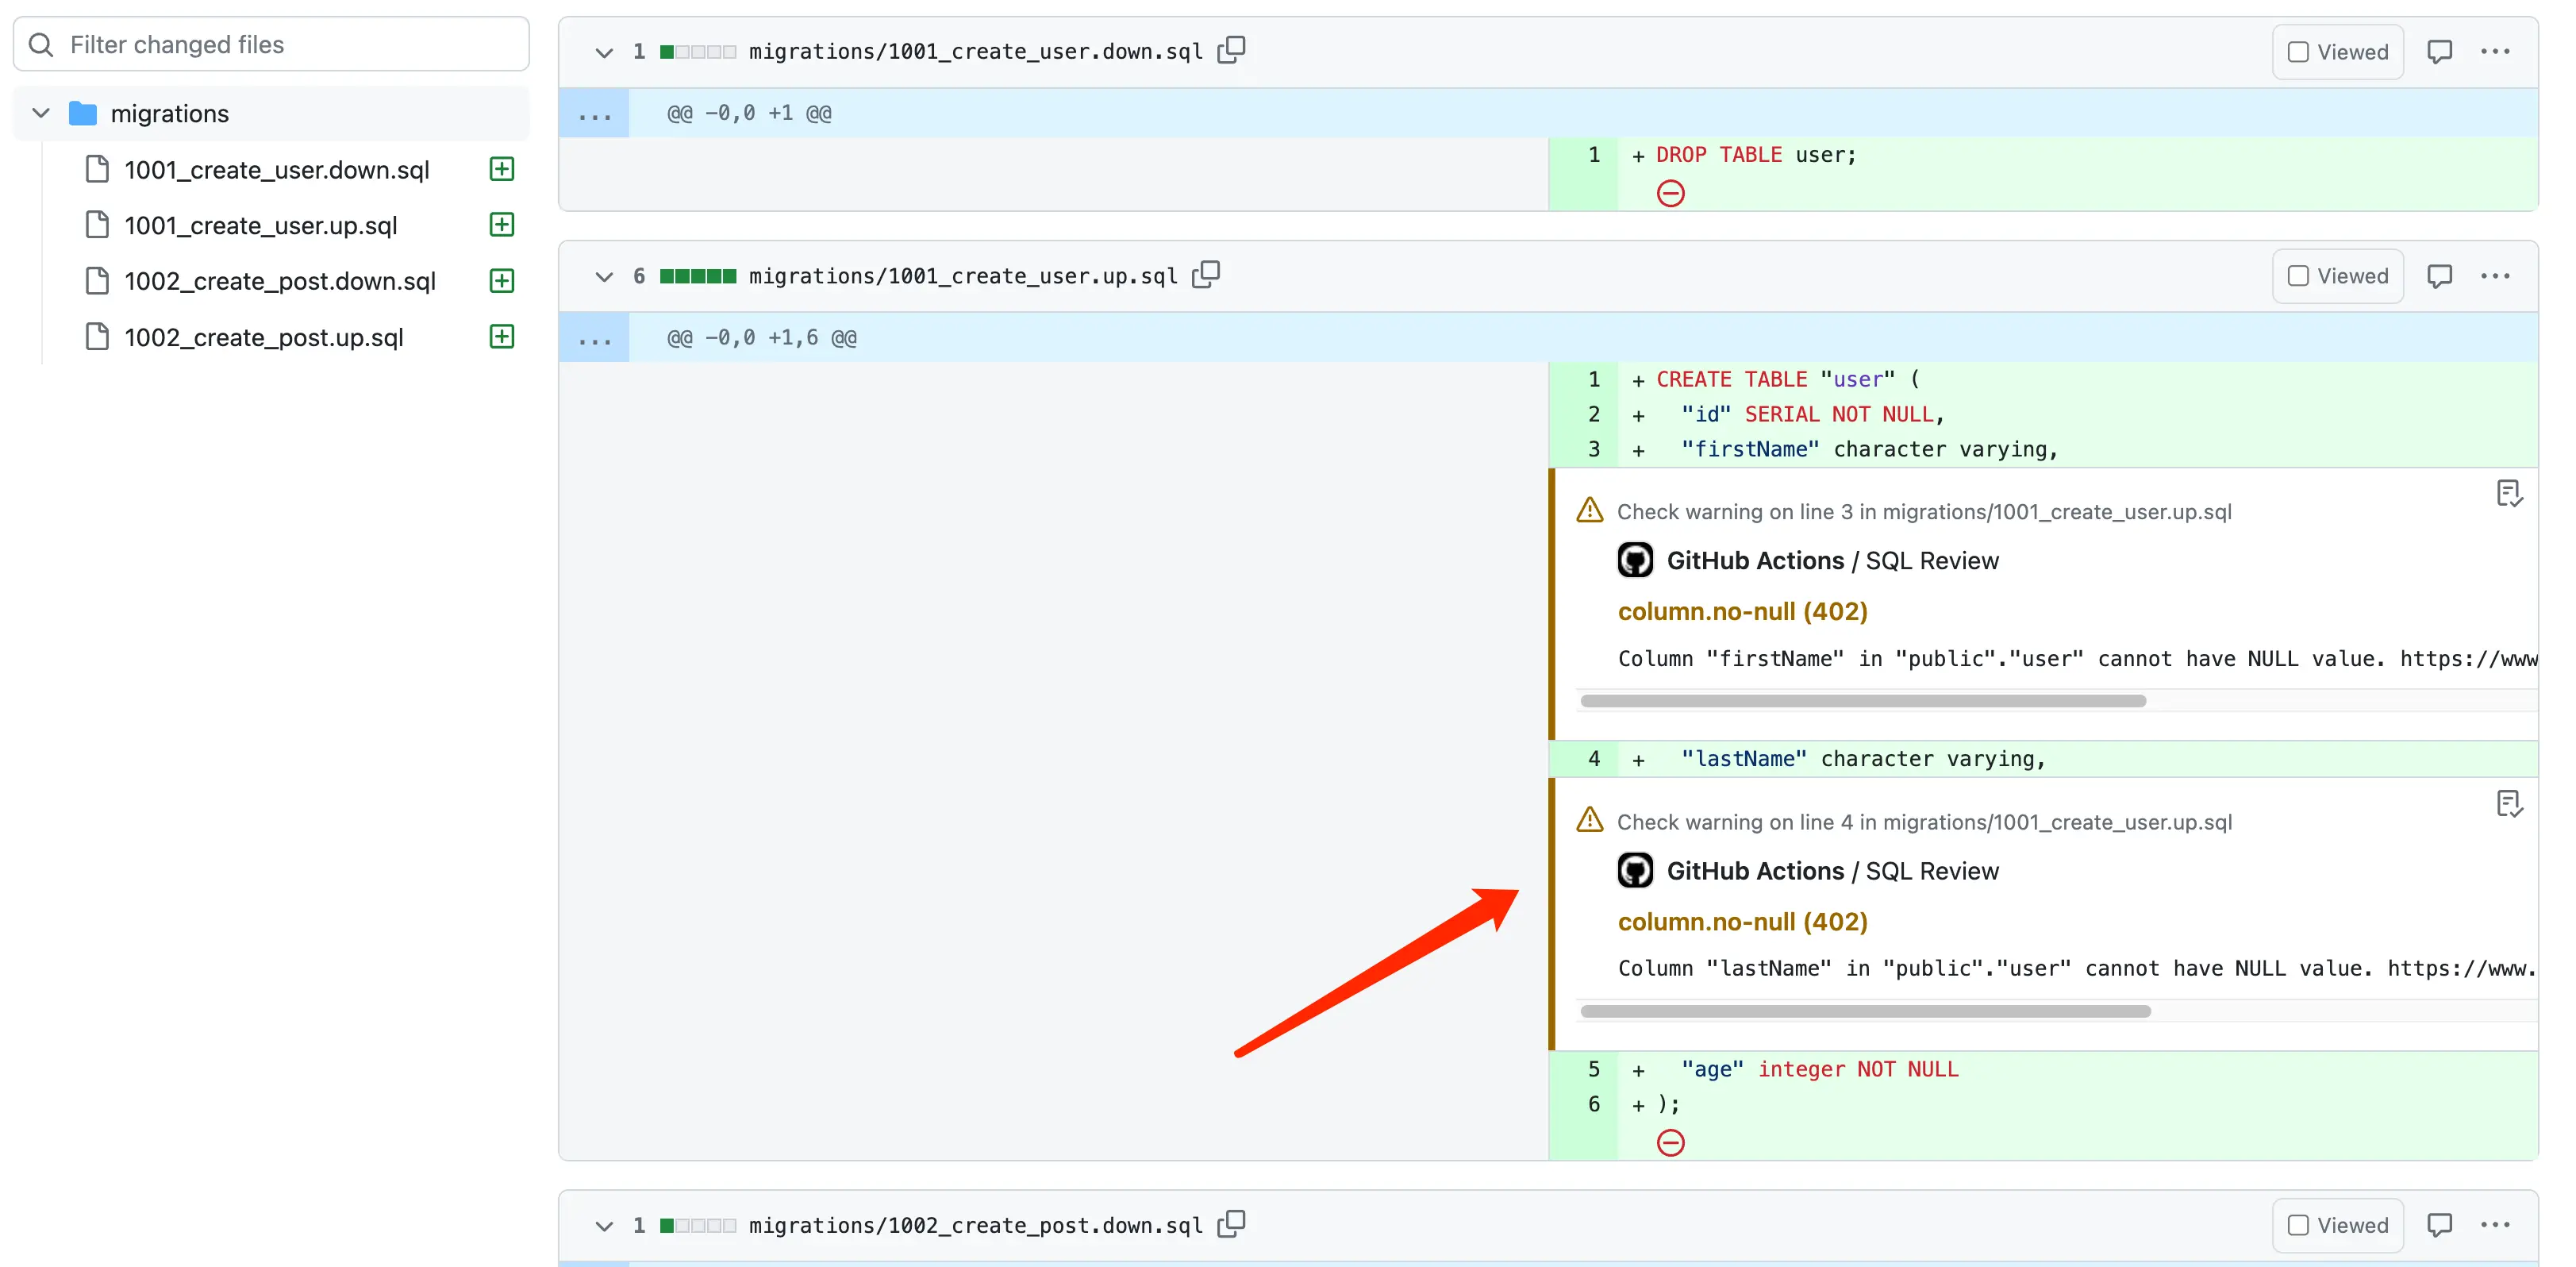 Filter changed files
migrations
1001_create_user.down.sql
1001_create_user.up.sql
1002_create_post.down.sql
1002_create_post.up.sql
1 migrations/1001_create_user.down.sql Viewed ...
... @@ -0,0 +1 @@
1 + DROP TABLE user;
6 migrations/1001_create_user.up.sql Viewed ...
... @@ -0,0 +1,6 @@
1 + CREATE TABLE "user" (
2 + "id" SERIAL NOT NULL,
3 + "firstName" character varying,
Check warning on line 3 in migrations/1001_create_user.up.sql
GitHub Actions / SQL Review
column.no-null (402)
Column "firstName" in "public"."user" cannot have NULL value. https://www
4 + "lastName" character varying,
Check warning on line 4 in migrations/1001_create_user.up.sql
GitHub Actions / SQL Review
column.no-null (402)
Column "lastName" in "public"."user" cannot have NULL value. https://www.
5 + "age" integer NOT NULL
6 + );
1 migrations/1002_create_post.down.sql Viewed ...